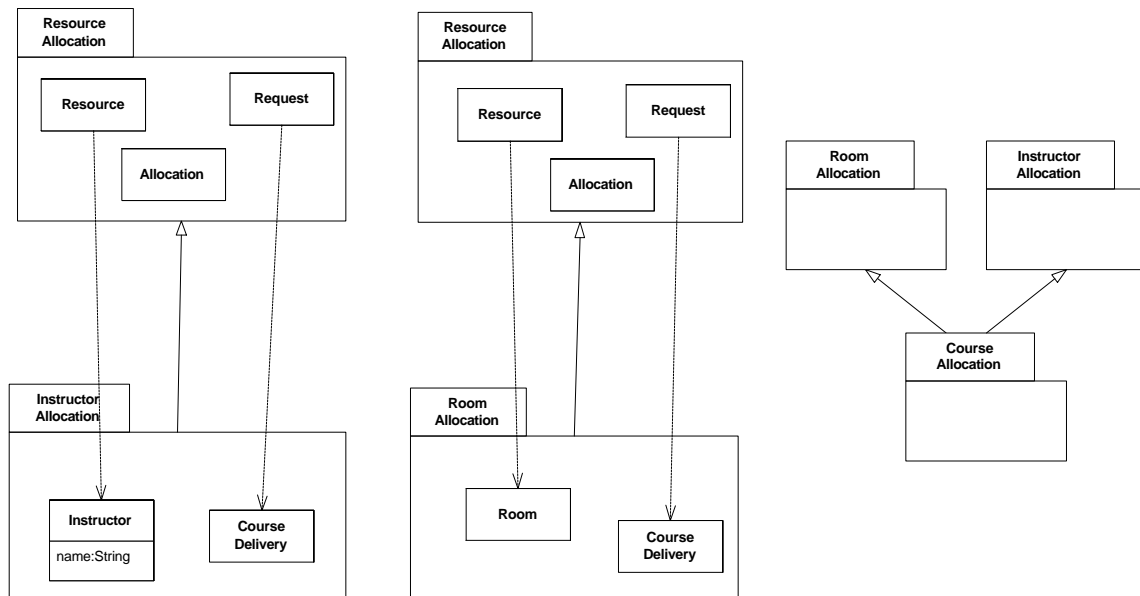 Resource
Allocation
Resource
Request
Allocation
Instructor
Allocation
Instructor
name:String
Course
Delivery
Resource
Allocation
Resource
Request
Allocation
Room
Allocation
Room
Course
Delivery
Room
Allocation
Instructor
Allocation
Course
Allocation